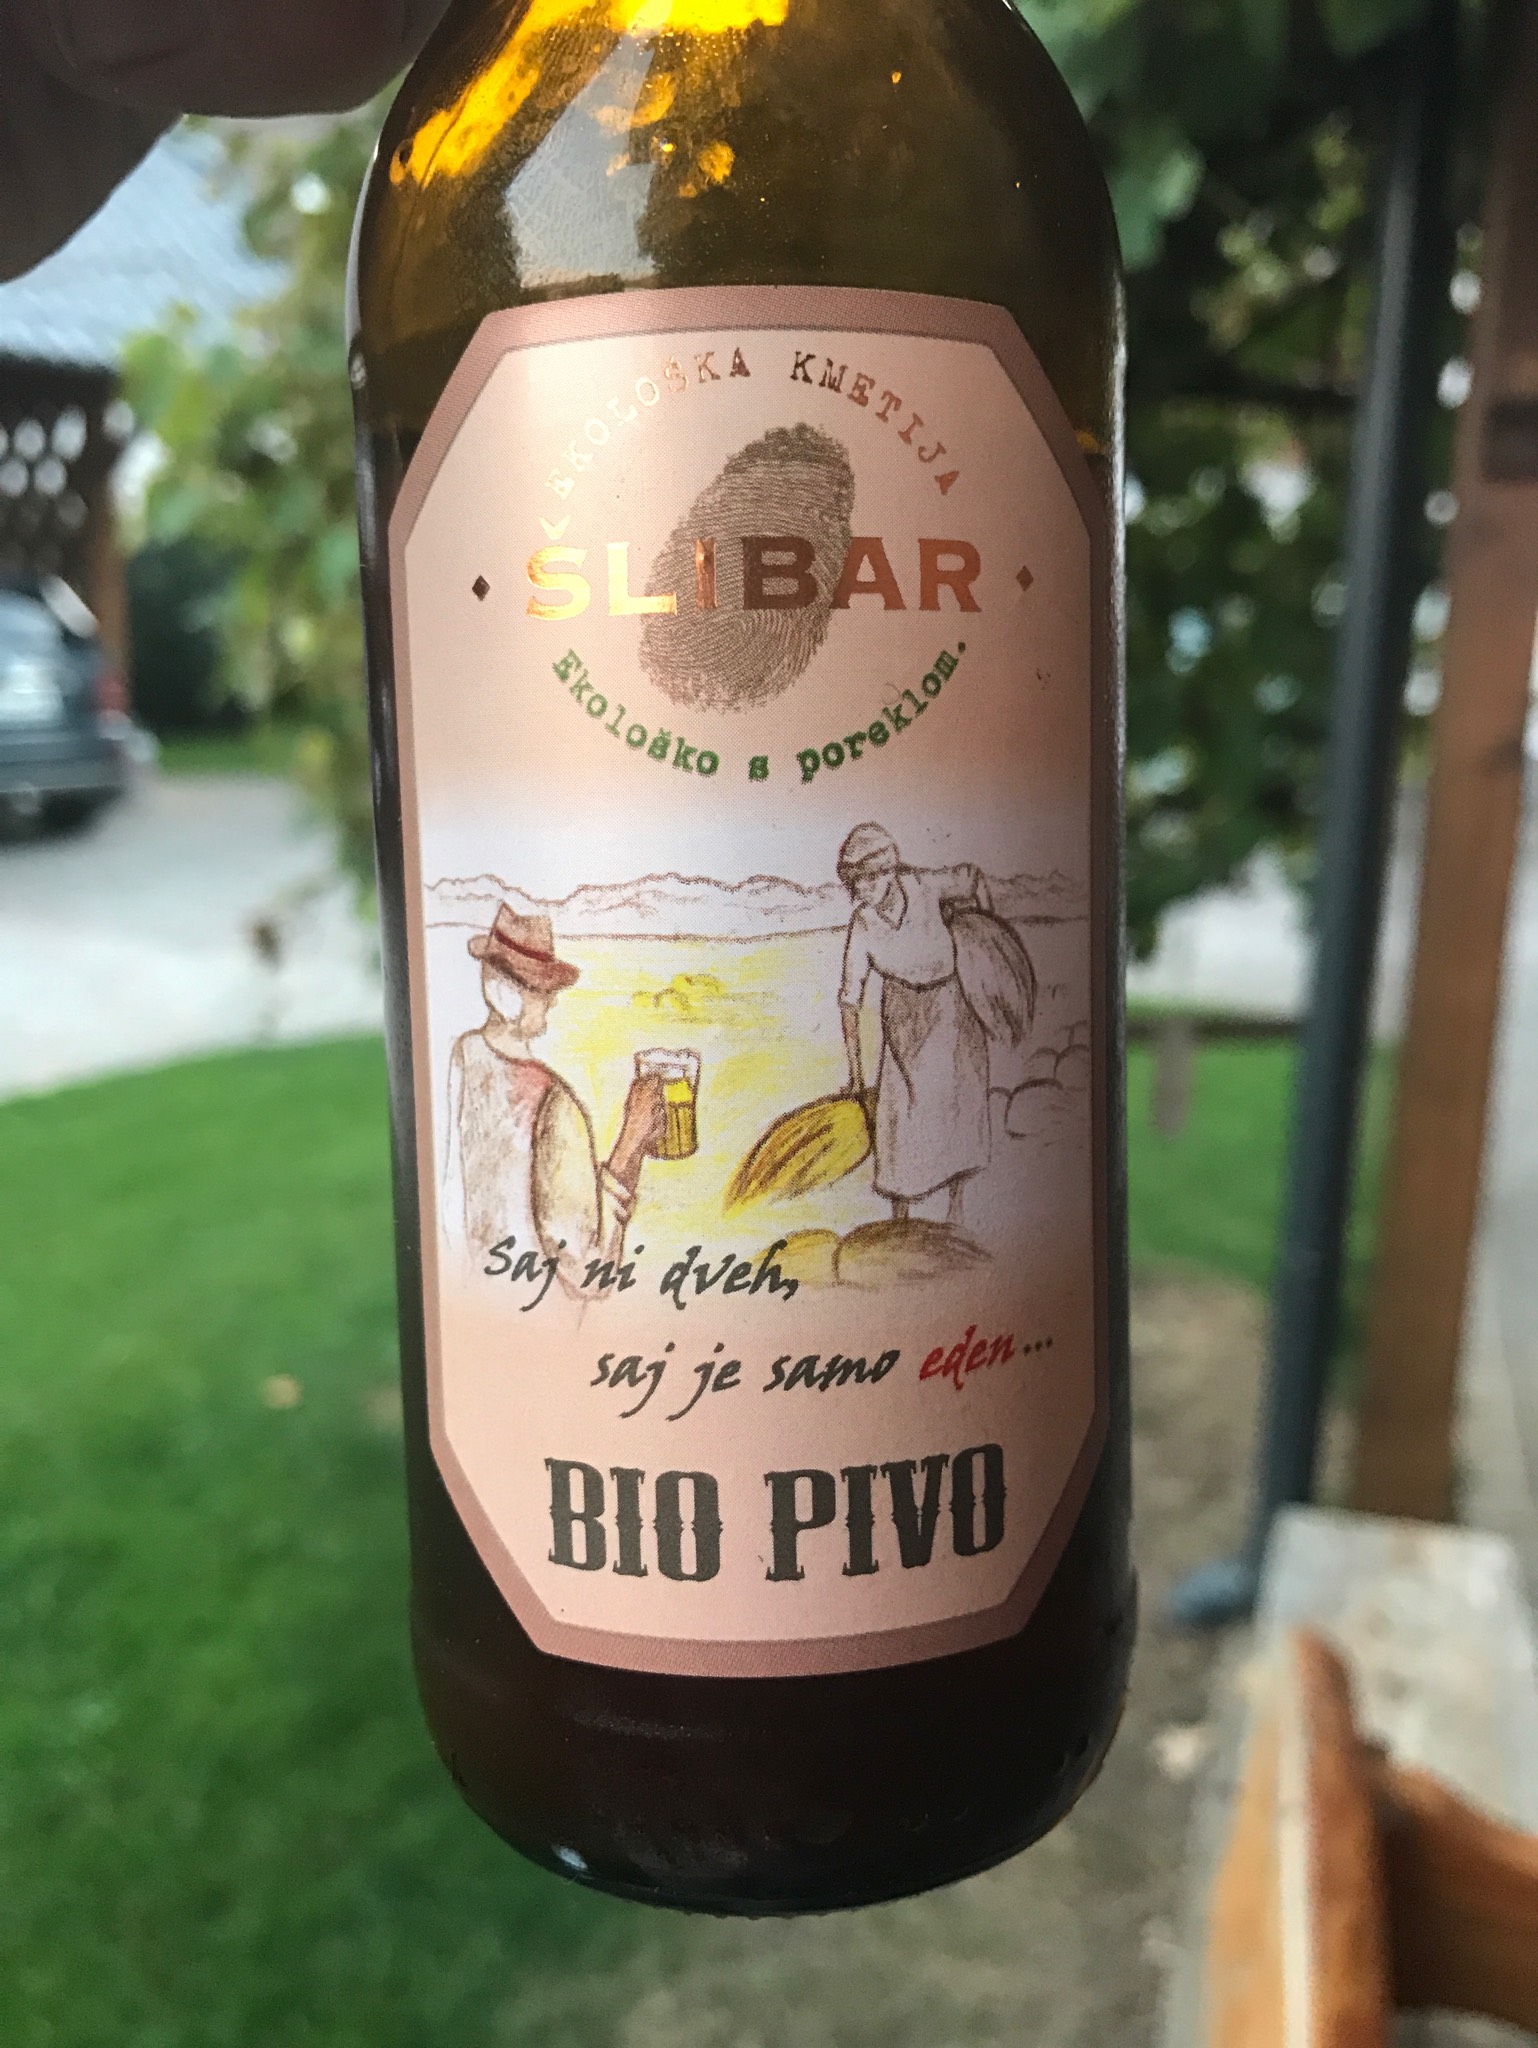 EKOLOŠKA KMETIJA
ŠLIBAR
Ekološko s poreklom.
Saj ni dveh,
saj je samo eden...
BIO PIVO